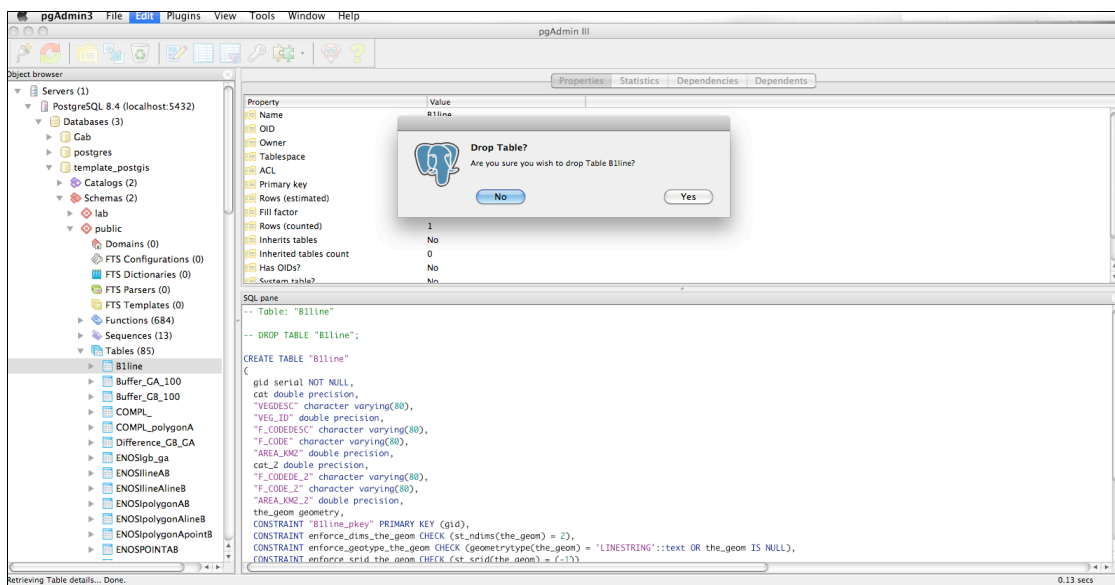 pgAdmin3 File Edit Plugins View Tools Window Help
pgAdmin III
Object browser
Servers (1)
PostgreSQL 8.4 (localhost:5432)
Databases (3)
Gab
postgres
template_postgis
Catalogs (2)
Schemas (2)
lab
public
Domains (0)
FTS Configurations (0)
FTS Dictionaries (0)
FTS Parsers (0)
FTS Templates (0)
Functions (684)
Sequences (13)
Tables (85)
B1line
Buffer_GA_100
Buffer_GB_100
COMPL_
COMPL_polygonA
Difference_GB_GA
ENOSIgb_ga
ENOSIlineAB
ENOSIlineAlineB
ENOSIpolygonAB
ENOSIpolygonAlineB
ENOSIpolygonApointB
ENOSPOINTAB
Properties Statistics Dependencies Dependents
Property Value
Name B1line
OID
Owner
Tablespace
ACL
Primary key
Rows (estimated)
Fill factor
Rows (counted) 1
Inherits tables No
Inherited tables count 0
Has OIDs? No
System table? No
Drop Table?
Are you sure you wish to drop Table B1line?
No Yes
SQL pane
-- Table: "B1line"
-- DROP TABLE "B1line";
CREATE TABLE "B1line"
(
gid serial NOT NULL,
cat double precision,
"VEGDESC" character varying(80),
"VEG_ID" double precision,
"F_CODEDESC" character varying(80),
"F_CODE" character varying(80),
"AREA_KM2" double precision,
cat_2 double precision,
"F_CODEDE_2" character varying(80),
"F_CODE_2" character varying(80),
"AREA_KM2_2" double precision,
the_geom geometry,
CONSTRAINT "B1line_pkey" PRIMARY KEY (gid),
CONSTRAINT enforce_dims_the_geom CHECK (st_ndims(the_geom) = 2),
CONSTRAINT enforce_geotype_the_geom CHECK (geometrytype(the_geom) = 'LINESTRING'::text OR the_geom IS NULL),
CONSTRAINT enforce_srid_the_geom CHECK (st_srid(the_geom) = (-1))
Retrieving Table details... Done.
0.13 secs